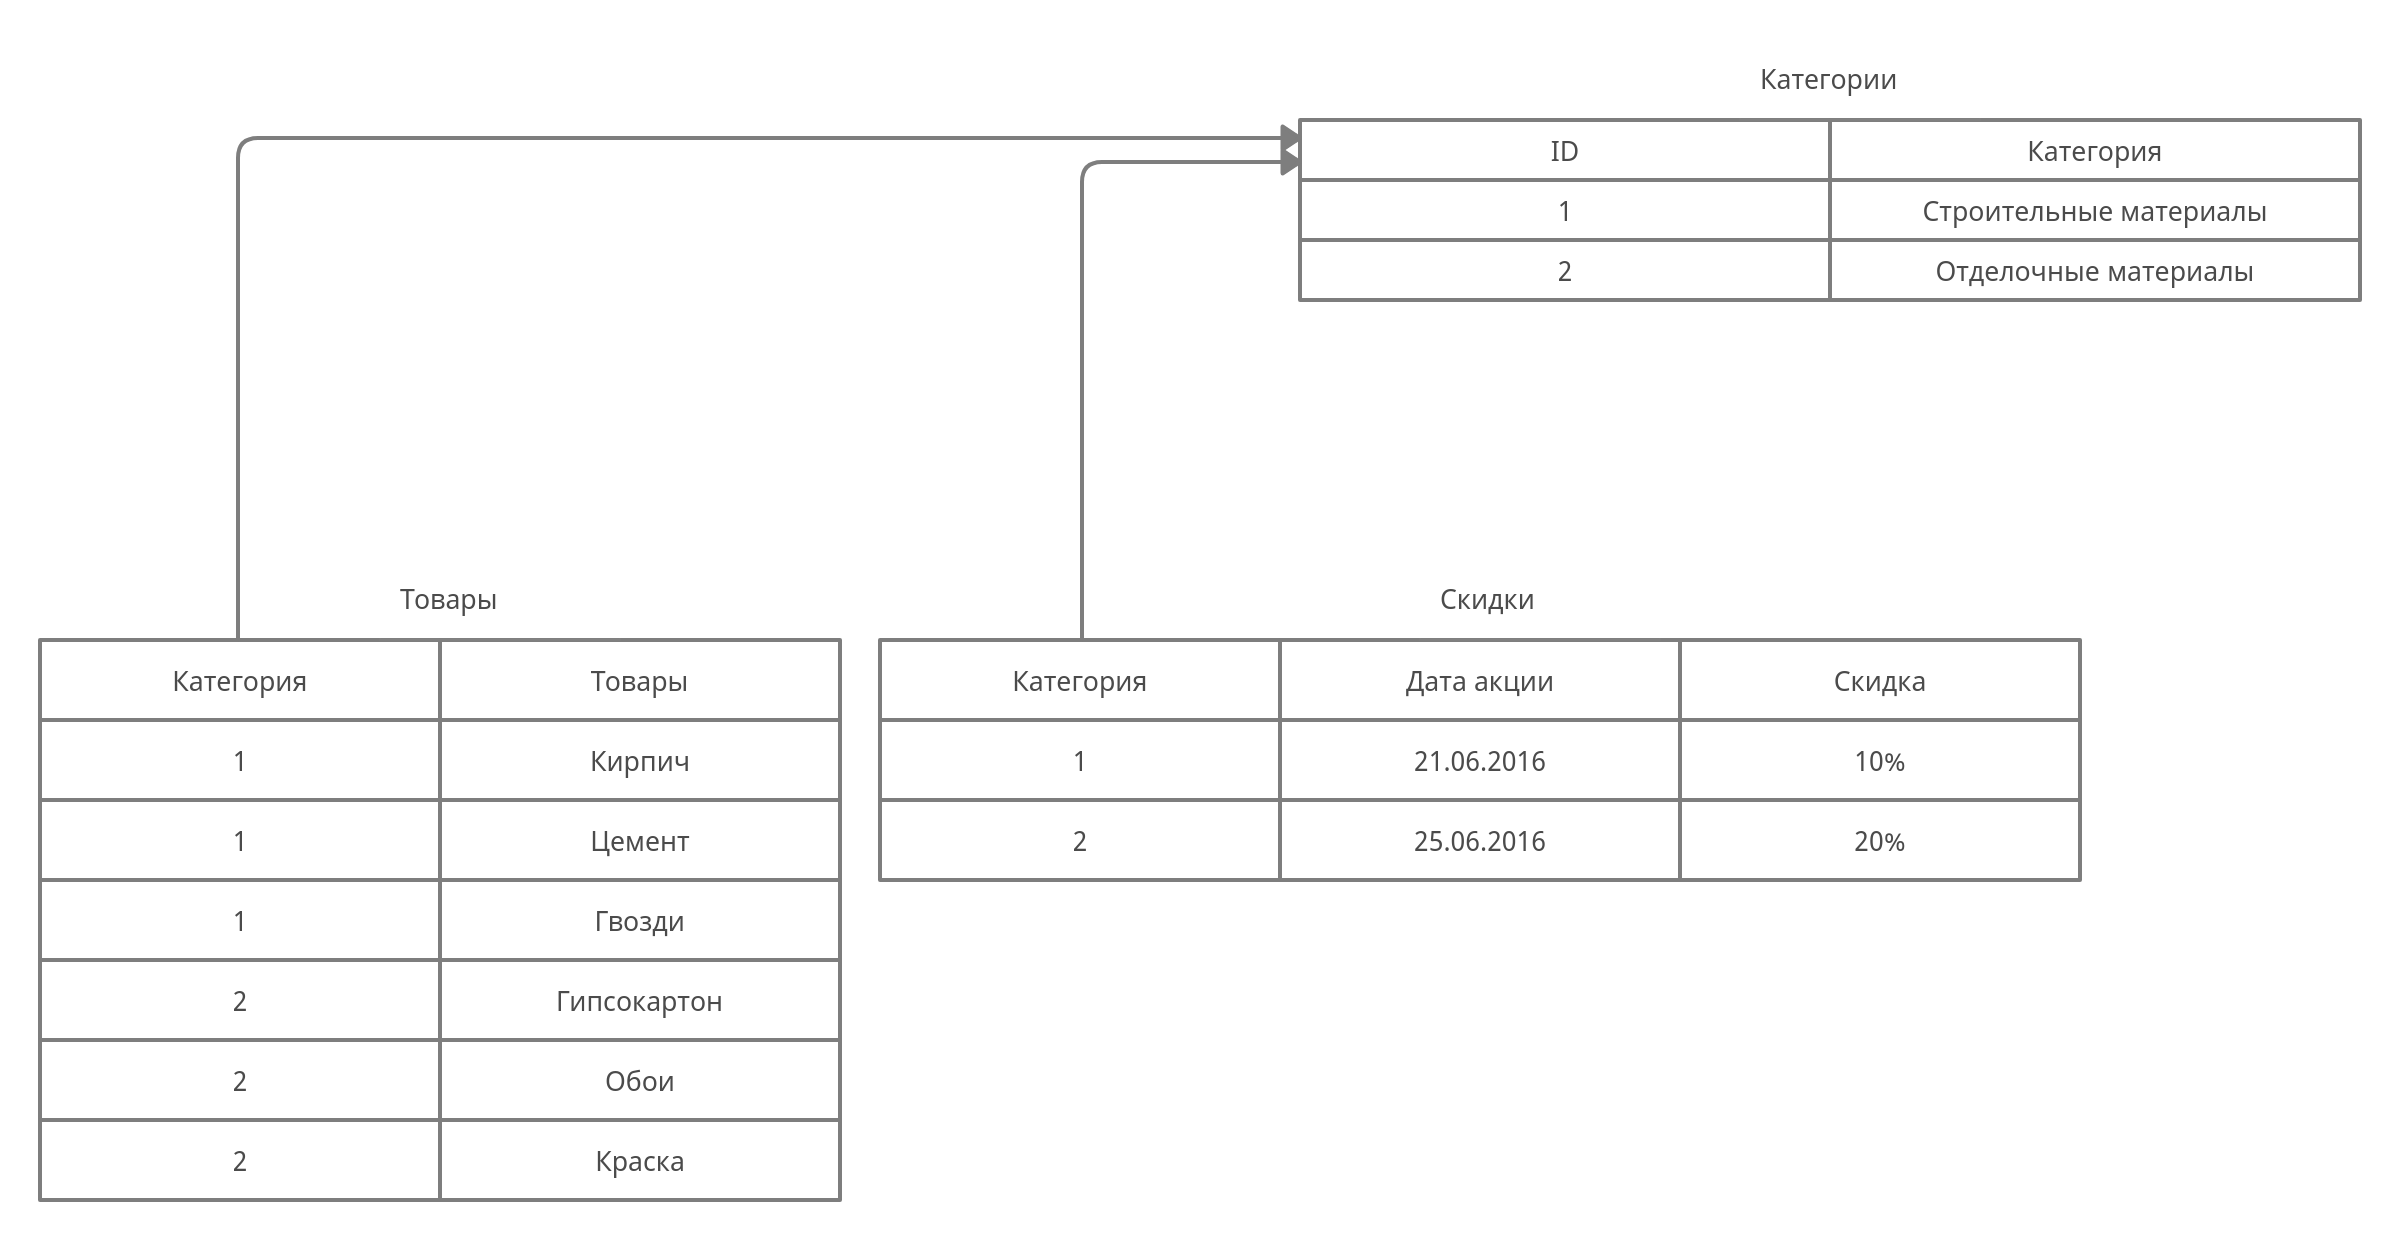 Категории
ID Категория
1 Строительные материалы
2 Отделочные материалы
Товары
Категория Товары
1 Кирпич
1 Цемент
1 Гвозди
2 Гипсокартон
2 Обои
2 Краска
Скидки
Категория Дата акции Скидка
1 21.06.2016 10%
2 25.06.2016 20%